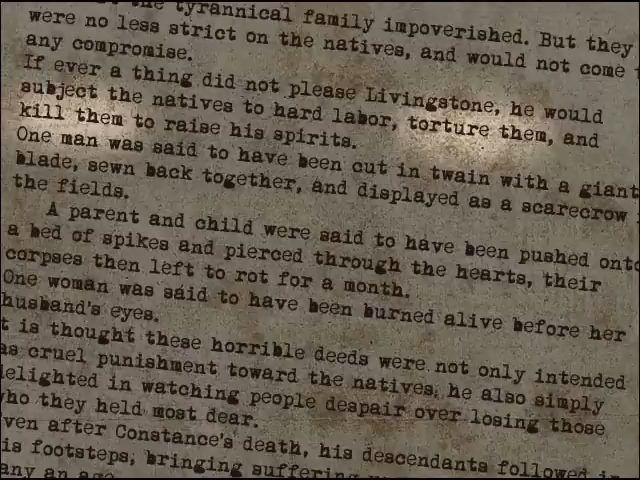 the tyrannical family impoverished. But they
were no less strict on the natives, and would not come
any compromise.
If ever a thing did not please Livingstone, he would
subject the natives to hard labor, torture them, and
kill them to raise his spirits.
One man was said to have been cut in twain with a giant
blade, sewn back together, and displayed as a scarecrow
the fields.
A parent and child were said to have been pushed onto
a bed of spikes and pierced through the hearts, their
corpses then left to rot for a month.
One woman was said to have been burned alive before her
husband's eyes.
t is thought these horrible deeds were not only intended
as cruel punishment toward the natives, he also simply
delighted in watching people despair over losing those
who they held most dear.
ven after Constance's death, his descendants followed
is footsteps, bringing suffering
any an